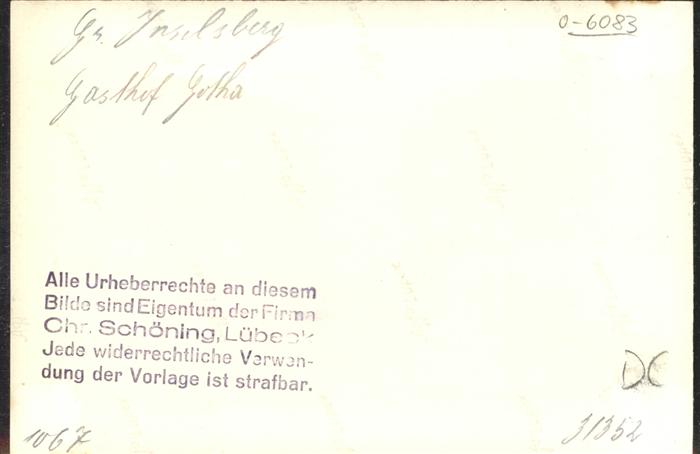 Gr. Inselsberg
O-6083
Gasthof Gotha
Alle Urheberrechte an diesem
Bilde sind Eigentum der Firma
Chr. Schöning, Lübeck
Jede widerrechtliche Verwen-
dung der Vorlage ist strafbar.
DC
1067
31352